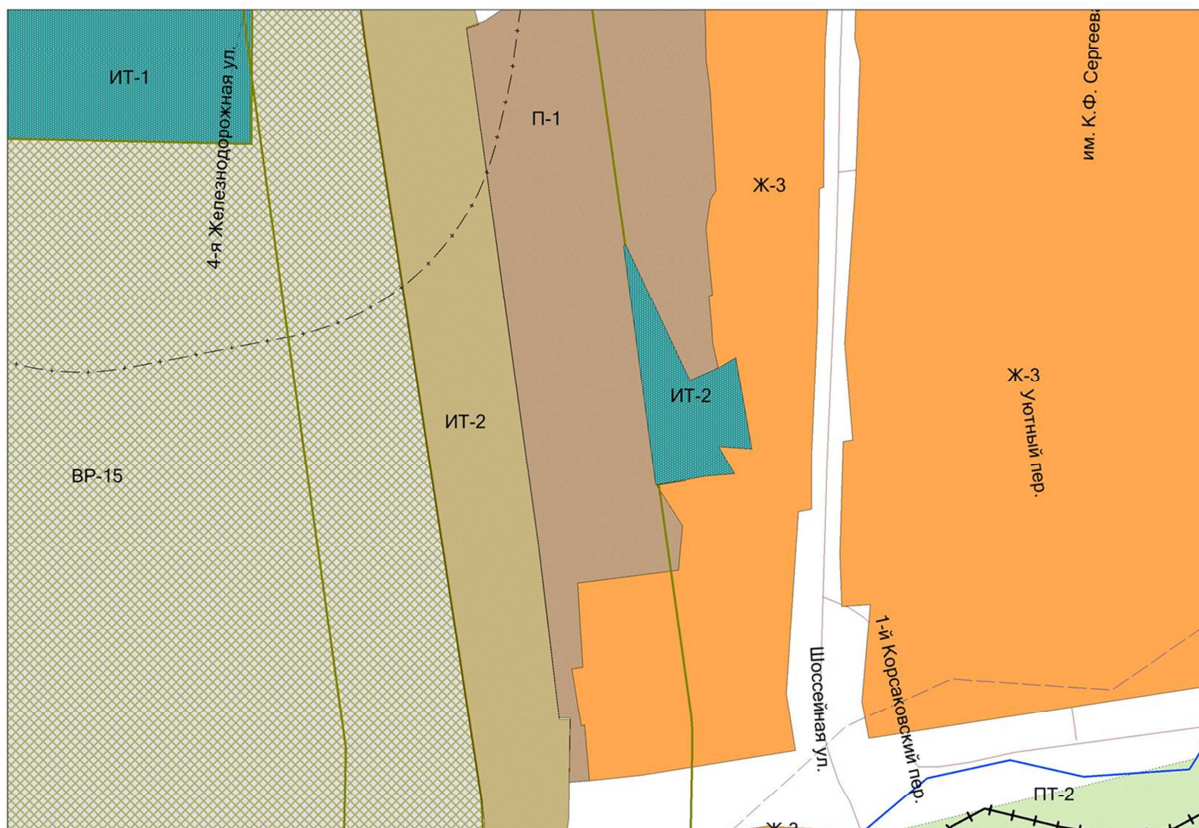 ИТ-1
4-я Железнодорожная ул.
П-1
Ж-3
им. К.Ф. Сергеева
ИТ-2
ИТ-2
Ж-3
Уютный пер.
ВР-15
Шоссейная ул.
1-й Корсаковский пер.
ПТ-2